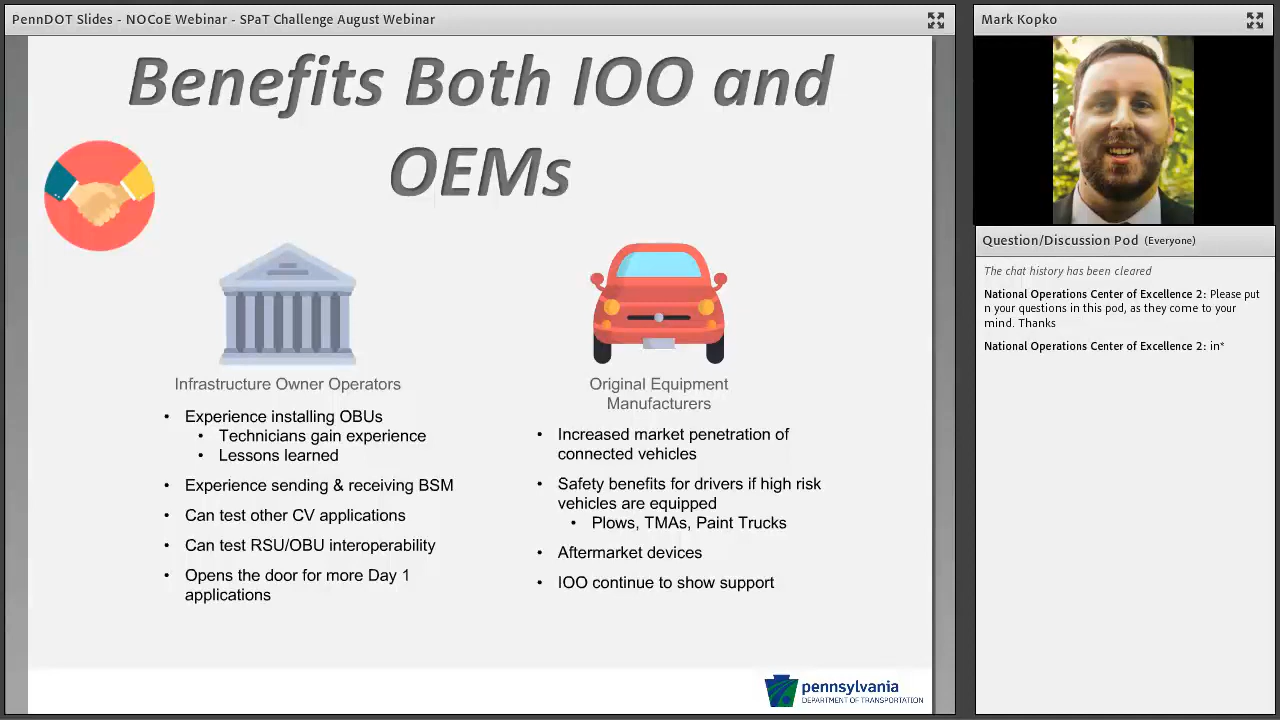 PennDOT Slides - NOCoE Webinar - SPaT Challenge August Webinar
Benefits Both IOO and
OEMs
Infrastructure Owner Operators
• Experience installing OBUs
• Technicians gain experience
• Lessons learned
• Experience sending & receiving BSM
• Can test other CV applications
• Can test RSU/OBU interoperability
• Opens the door for more Day 1
applications
Original Equipment
Manufacturers
• Increased market penetration of
connected vehicles
• Safety benefits for drivers if high risk
vehicles are equipped
• Plows, TMAs, Paint Trucks
• Aftermarket devices
• IOO continue to show support
pennsylvania
DEPARTMENT OF TRANSPORTATION
Mark Kopko
Question/Discussion Pod (Everyone)
The chat history has been cleared
National Operations Center of Excellence 2: Please put
n your questions in this pod, as they come to your
mind. Thanks
National Operations Center of Excellence 2: in*